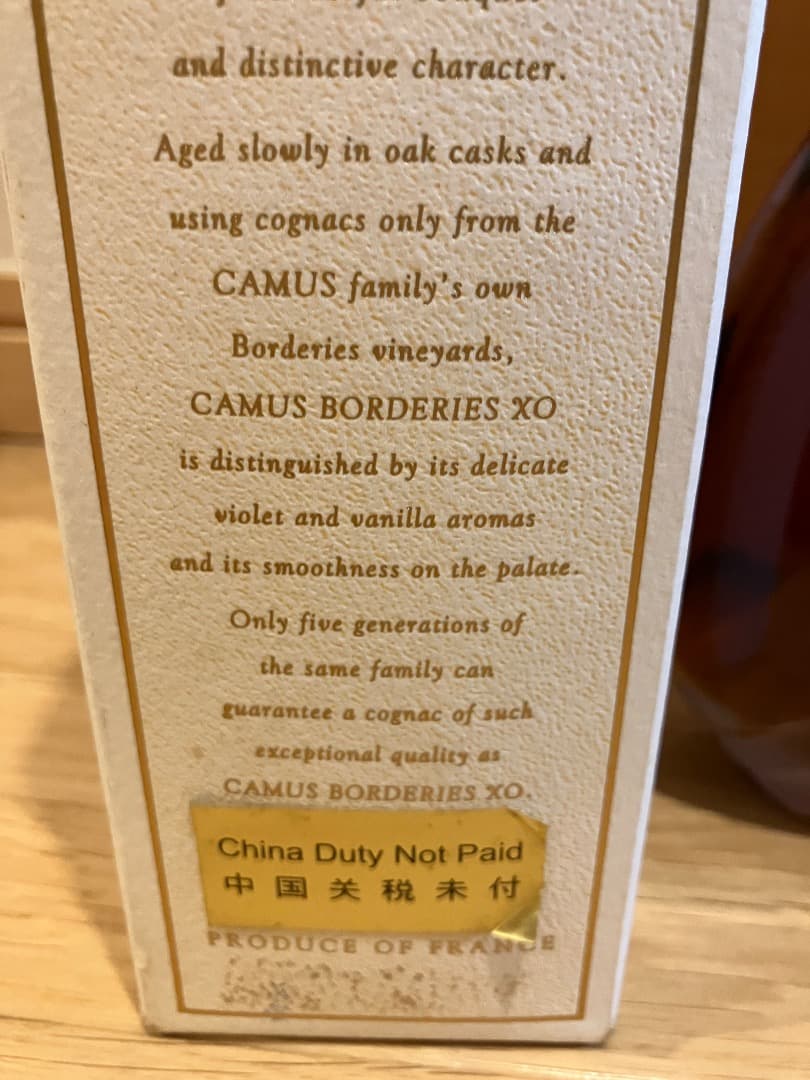 and distinctive character.
Aged slowly in oak casks and
using cognacs only from the
CAMUS family's own
Borderies vineyards,
CAMUS BORDERIES XO
is distinguished by its delicate
violet and vanilla aromas
and its smoothness on the palate.
Only five generations of
the same family can
guarantee a cognac of such
exceptional quality as
CAMUS BORDERIES XO.
China Duty Not Paid
中国关税未付
PRODUCE OF FRANCE